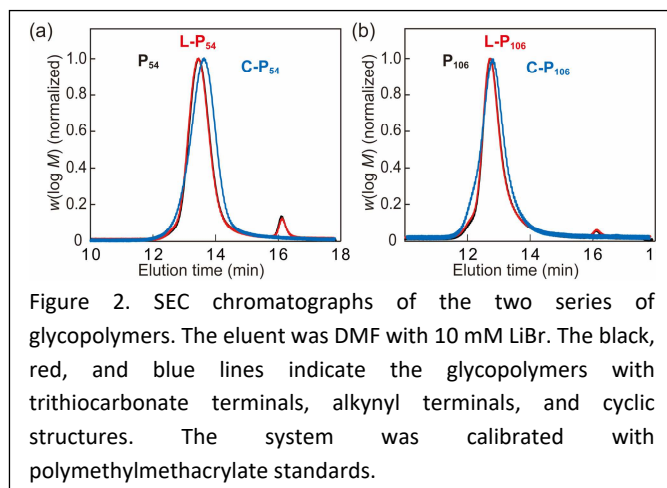 (a)
L-P54
P54
C-P54
w(log M) (normalized)
1.0
0.8
0.6
0.4
0.2
0
10 12 14 16 18
Elution time (min)
(b)
L-P106
P106
C-P106
w(log M) (normalized)
1.0
0.8
0.6
0.4
0.2
0
10 12 14 16 1
Elution time (min)
Figure 2. SEC chromatographs of the two series of
glycopolymers. The eluent was DMF with 10 mM LiBr. The black,
red, and blue lines indicate the glycopolymers with
trithiocarbonate terminals, alkynyl terminals, and cyclic
structures. The system was calibrated with
polymethylmethacrylate standards.